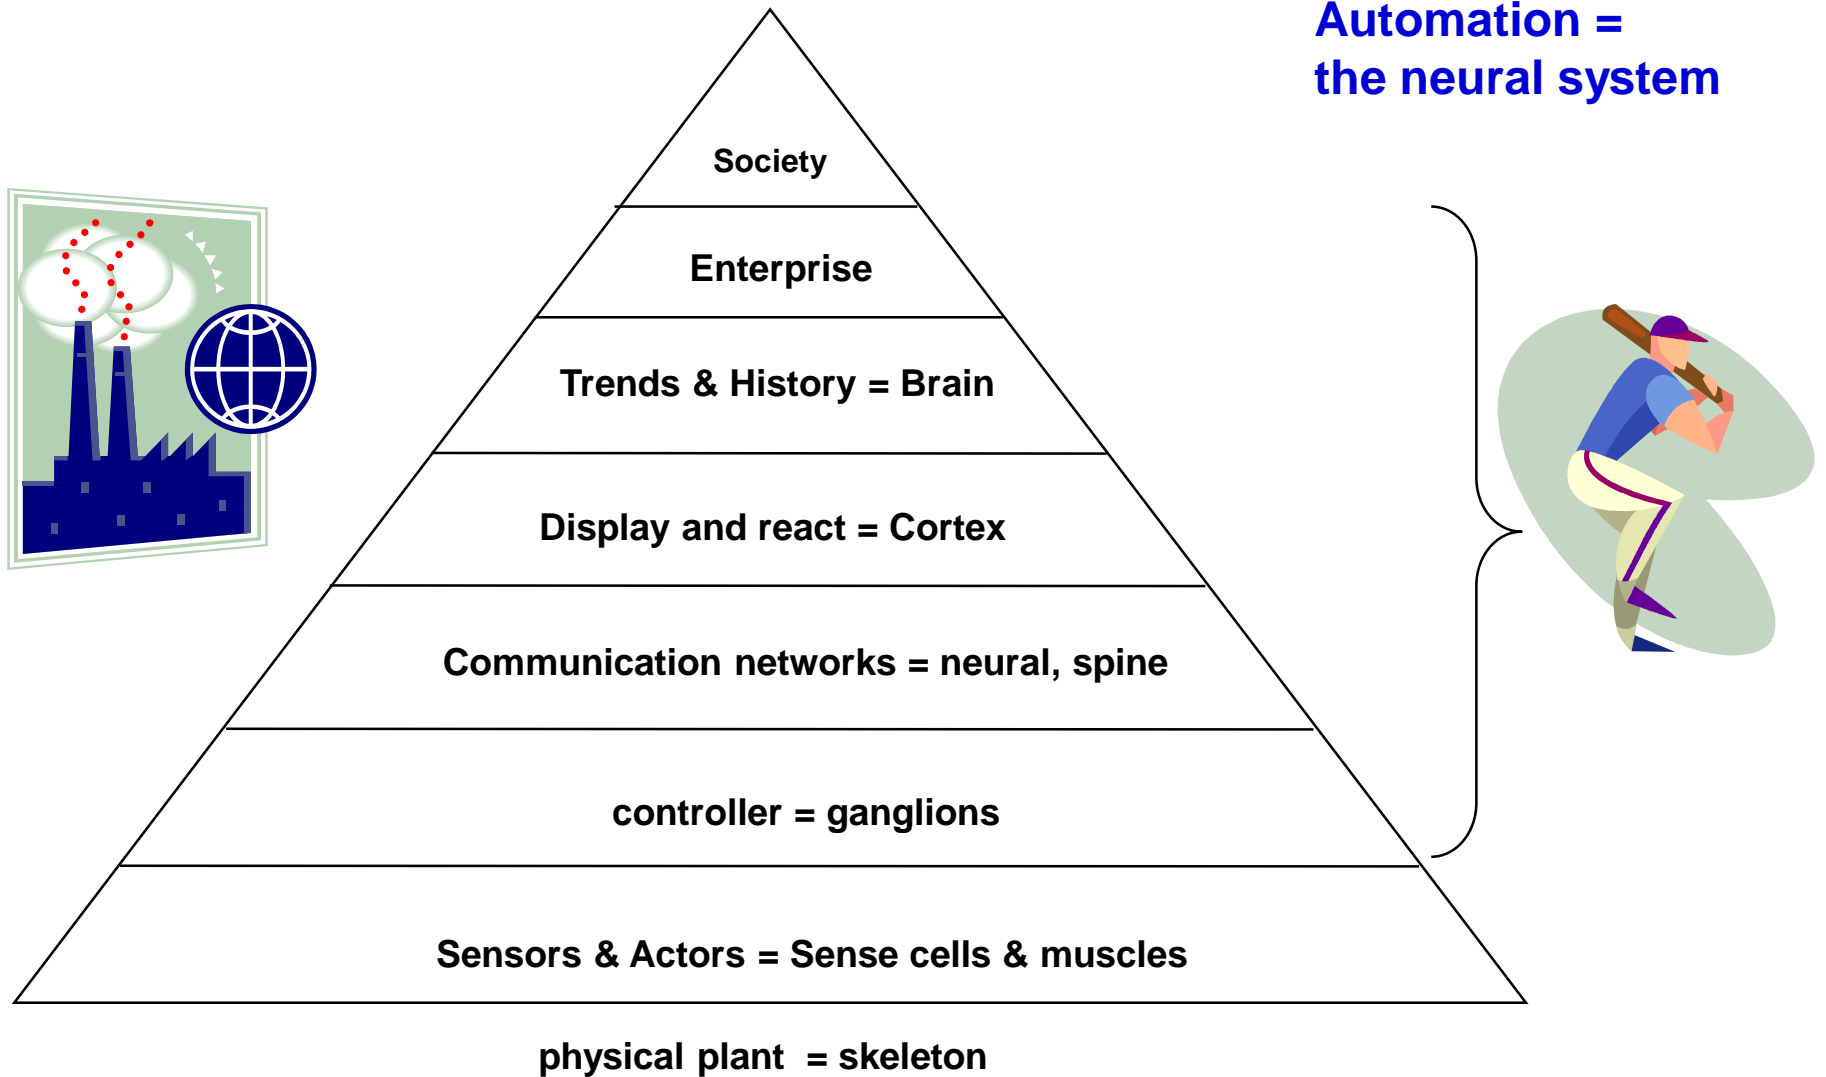 Automation =
the neural system
Society
Enterprise
Trends & History = Brain
Display and react = Cortex
Communication networks = neural, spine
controller = ganglions
Sensors & Actors = Sense cells & muscles
physical plant = skeleton